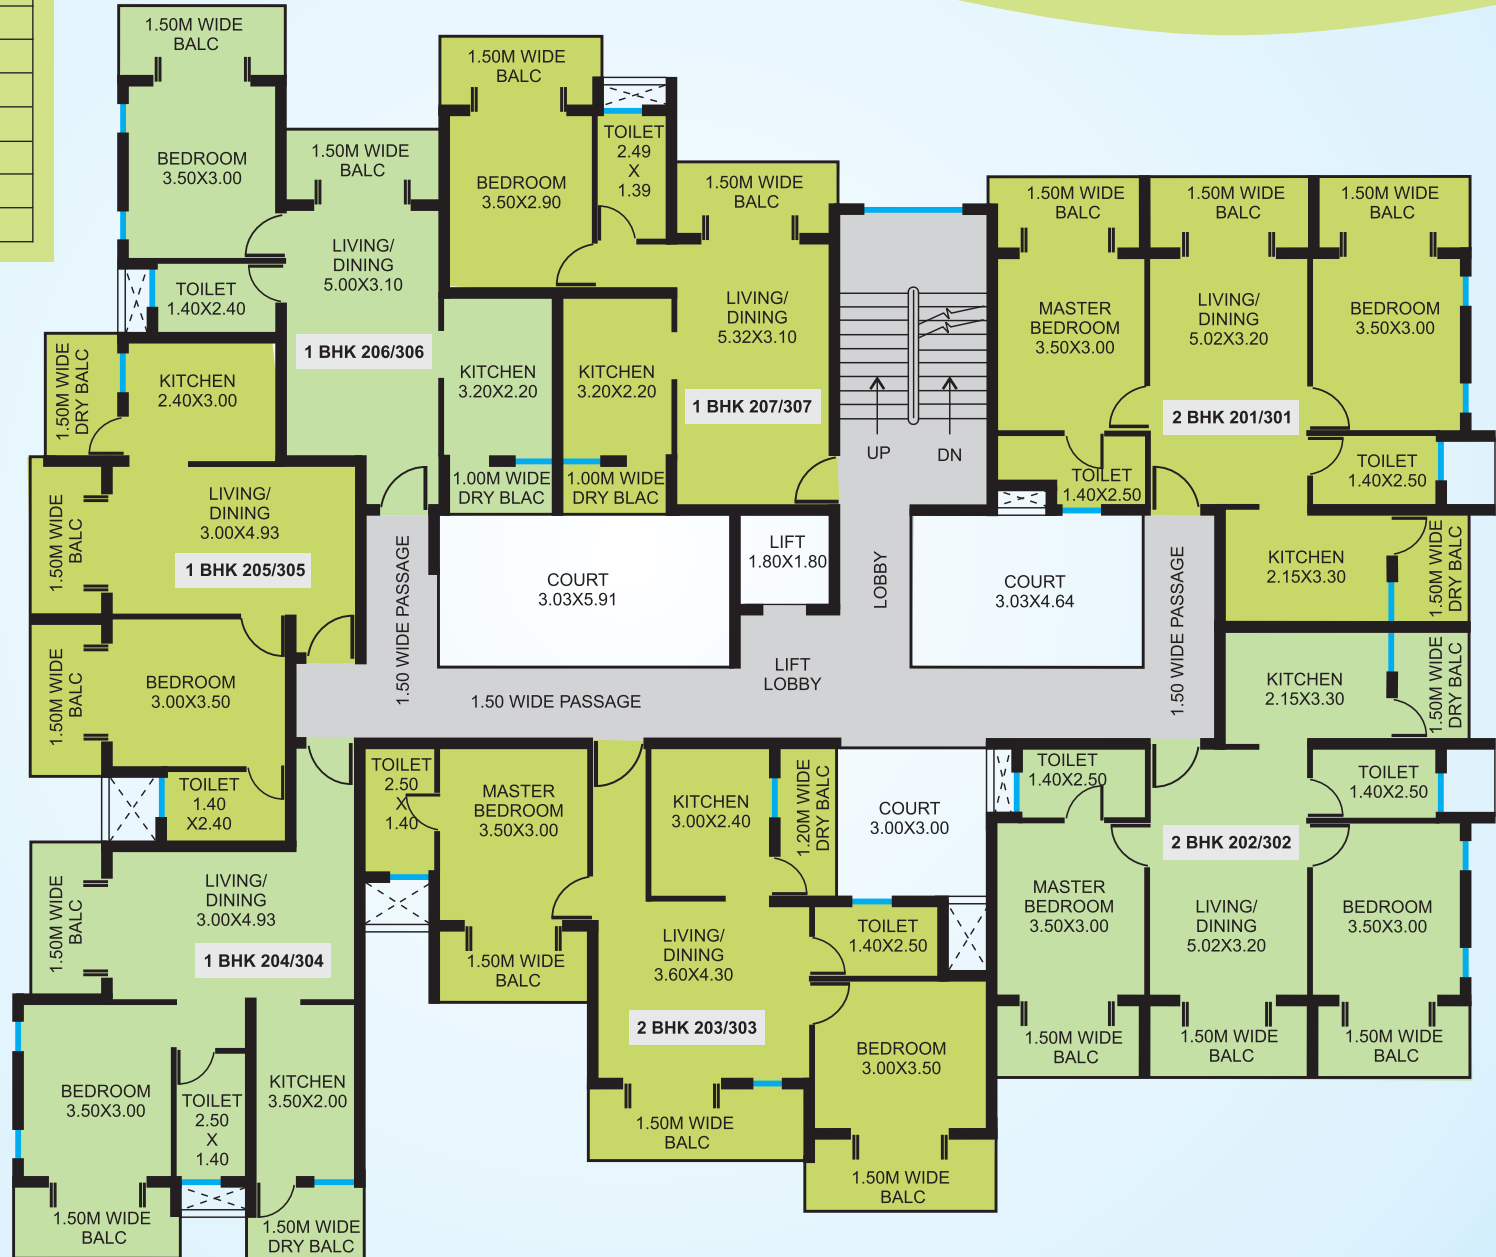 1.50M WIDE
BALC
BEDROOM
3.50X3.00
TOILET
1.40X2.40
1.50M WIDE
BALC
LIVING/
DINING
5.00X3.10
1 BHK 206/306
KITCHEN
3.20X2.20
1.00M WIDE
DRY BLAC
1.50M WIDE
BALC
BEDROOM
3.50X2.90
TOILET
2.49
X
1.39
1.50M WIDE
BALC
LIVING/
DINING
5.32X3.10
KITCHEN
3.20X2.20
1 BHK 207/307
1.00M WIDE
DRY BLAC
UP
DN
1.50M WIDE
BALC
1.50M WIDE
BALC
1.50M WIDE
BALC
MASTER
BEDROOM
3.50X3.00
LIVING/
DINING
5.02X3.20
BEDROOM
3.50X3.00
2 BHK 201/301
TOILET
1.40X2.50
TOILET
1.40X2.50
KITCHEN
2.15X3.30
1.50M WIDE
DRY BALC
1.50M WIDE
DRY BALC
KITCHEN
2.40X3.00
LIVING/
DINING
3.00X4.93
1.50M WIDE
BALC
1 BHK 205/305
1.50M WIDE
BALC
BEDROOM
3.00X3.50
TOILET
1.40
X2.40
1.50 WIDE PASSAGE
COURT
3.03X5.91
LIFT
1.80X1.80
LOBBY
COURT
3.03X4.64
1.50 WIDE PASSAGE
LIFT
LOBBY
1.50 WIDE PASSAGE
KITCHEN
2.15X3.30
1.50M WIDE
DRY BALC
TOILET
1.40X2.50
TOILET
1.40X2.50
2 BHK 202/302
MASTER
BEDROOM
3.50X3.00
LIVING/
DINING
5.02X3.20
BEDROOM
3.50X3.00
1.50M WIDE
BALC
1.50M WIDE
BALC
1.50M WIDE
BALC
TOILET
2.50
X
1.40
MASTER
BEDROOM
3.50X3.00
KITCHEN
3.00X2.40
1.20M WIDE
DRY BALC
COURT
3.00X3.00
1.50M WIDE
BALC
LIVING/
DINING
3.60X4.30
TOILET
1.40X2.50
2 BHK 203/303
BEDROOM
3.00X3.50
1.50M WIDE
BALC
1.50M WIDE
BALC
1.50M WIDE
BALC
LIVING/
DINING
3.00X4.93
1 BHK 204/304
BEDROOM
3.50X3.00
TOILET
2.50
X
1.40
KITCHEN
3.50X2.00
1.50M WIDE
BALC
1.50M WIDE
DRY BALC